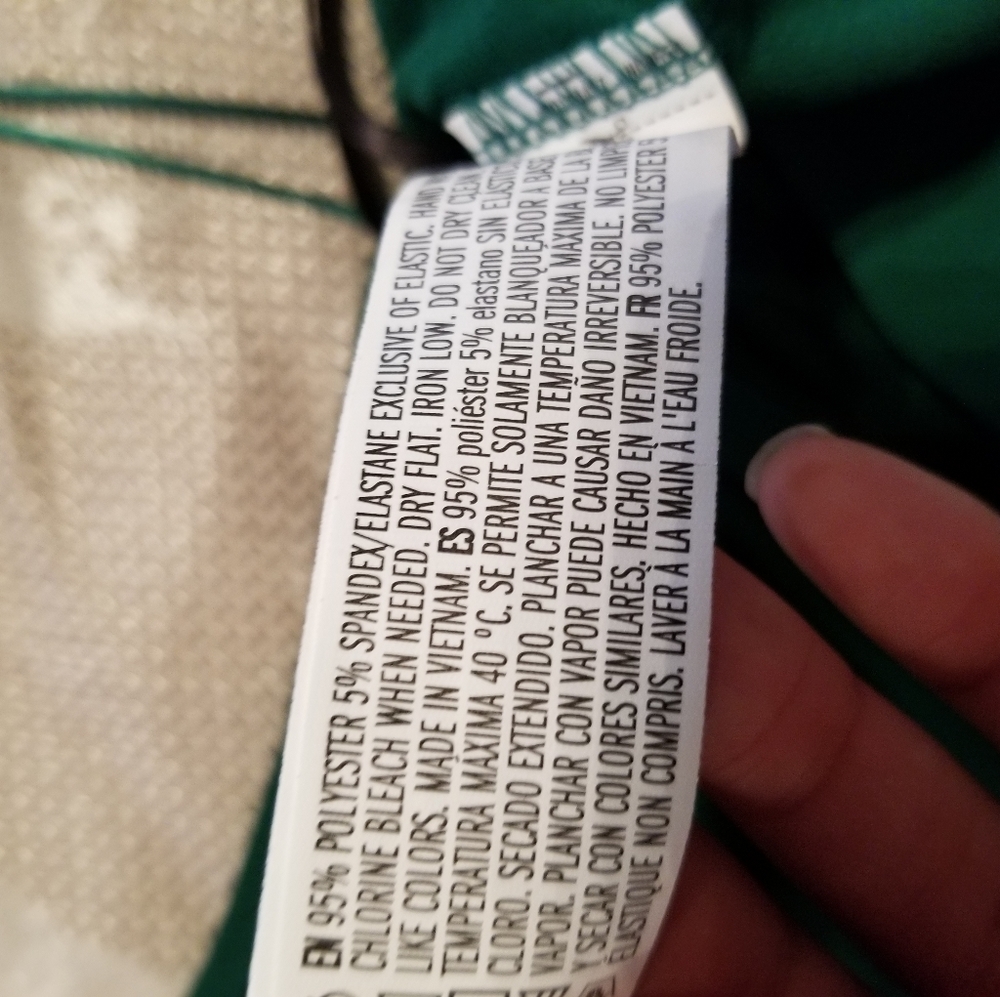 EN 95% POLYESTER 5% SPANDEX/ELASTANE EXCLUSIVE OF ELASTIC. HAND
CHLORINE BLEACH WHEN NEEDED. DRY FLAT. IRON LOW. DO NOT DRY CLEAN
LIKE COLORS. MADE IN VIETNAM. ES 95% poliéster 5% elastano SIN ELÁSTICO
TEMPERATURA MÁXIMA 40 °C. SE PERMITE SOLAMENTE BLANQUEADOR A BASE
CLORO. SECADO EXTENDIDO. PLANCHAR A UNA TEMPERATURA MÁXIMA DE LA
VAPOR. PLANCHAR CON VAPOR PUEDE CAUSAR DAÑO IRREVERSIBLE. NO
Y SECAR CON COLORES SIMILARES. HECHO EN VIETNAM. FR 95% POLYESTER
ÉLASTIQUE NON COMPRIS. LAVER À LA MAIN À L'EAU FROIDE.